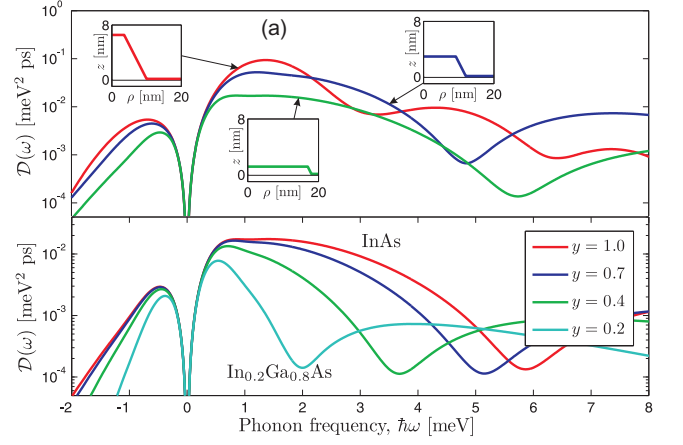 (a)
10⁰
10⁻¹
10⁻²
10⁻³
10⁻⁴
𝒟(ω) [meV² ps]
8
z [nm]
0
0 ρ [nm] 20
8
z [nm]
0
0 ρ [nm] 20
8
z [nm]
0
0 ρ [nm] 20
10⁻²
10⁻³
10⁻⁴
𝒟(ω) [meV² ps]
InAs
In₀.₂Ga₀.₈As
y = 1.0
y = 0.7
y = 0.4
y = 0.2
-2 -1 0 1 2 3 4 5 6 7 8
Phonon frequency, ℏω [meV]